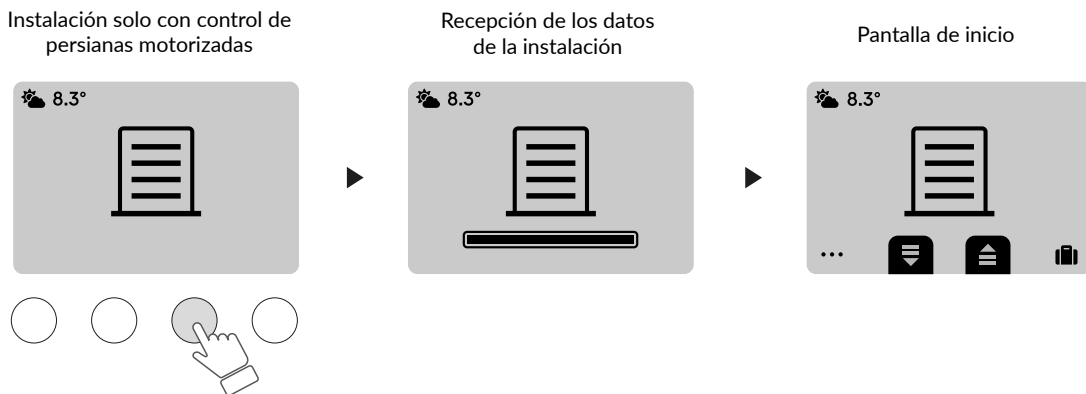 Instalación solo con control de
persianas motorizadas
Recepción de los datos
de la instalación
Pantalla de inicio
8.3°
8.3°
8.3°
...